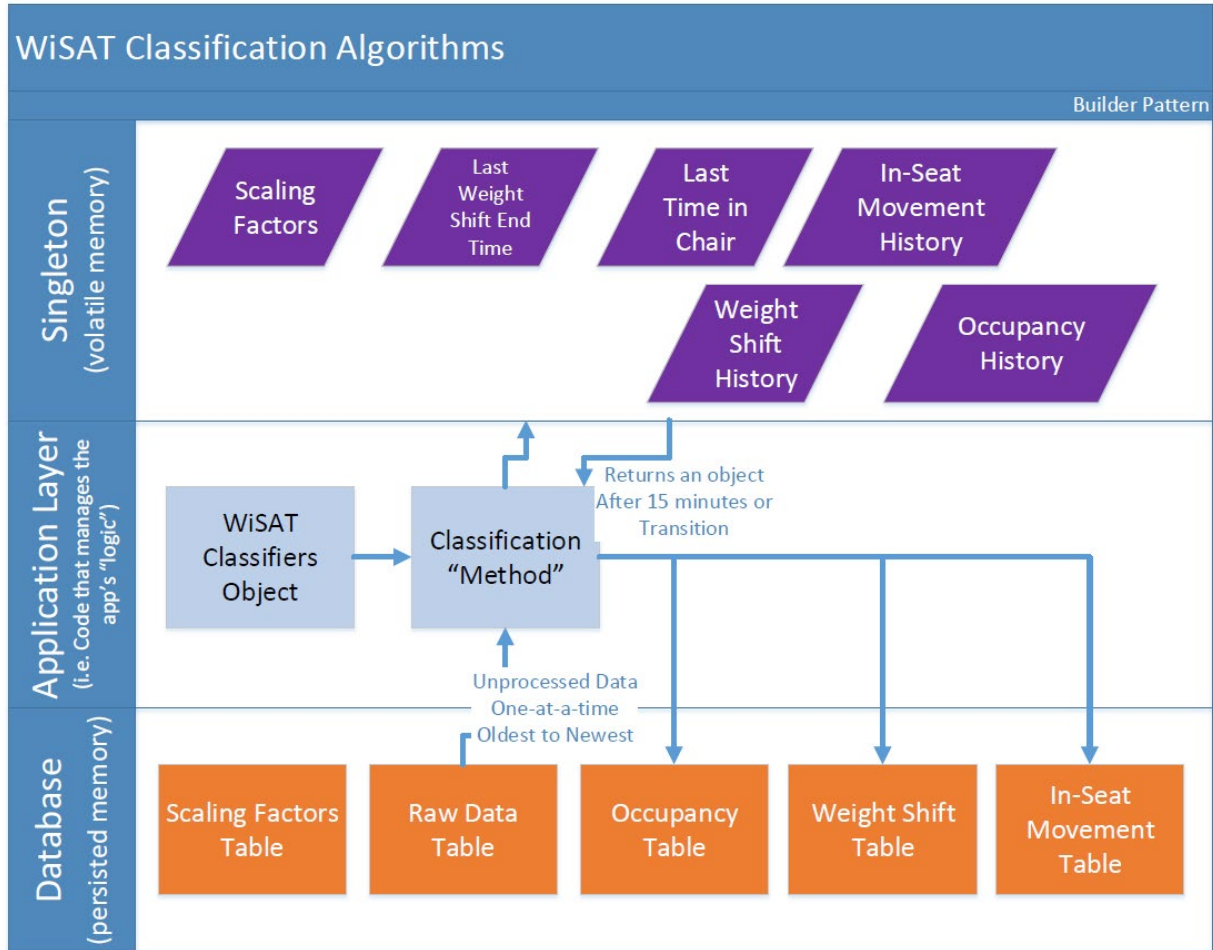 WiSAT Classification Algorithms
Builder Pattern
Singleton
(volatile memory)
Scaling
Factors
Last
Weight
Shift End
Time
Last
Time in
Chair
In-Seat
Movement
History
Weight
Shift
History
Occupancy
History
Application Layer
(i.e. Code that manages the
app's “logic”)
WiSAT
Classifiers
Object
Classification
“Method”
Returns an object
After 15 minutes or
Transition
Unprocessed Data
One-at-a-time
Oldest to Newest
Database
(persisted memory)
Scaling Factors
Table
Raw Data
Table
Occupancy
Table
Weight Shift
Table
In-Seat
Movement
Table